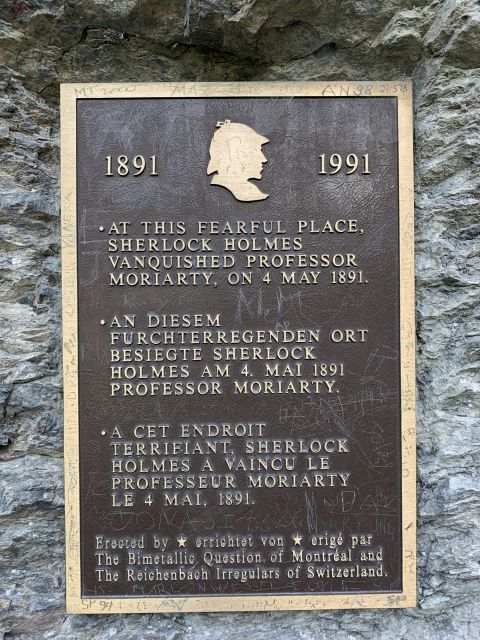 1891 1991
• AT THIS FEARFUL PLACE,
SHERLOCK HOLMES
VANQUISHED PROFESSOR
MORIARTY, ON 4 MAY 1891.
• AN DIESEM
FURCHTERREGENDEN ORT
BESIEGTE SHERLOCK
HOLMES AM 4. MAI 1891
PROFESSOR MORIARTY.
• A CET ENDROIT
TERRIFIANT, SHERLOCK
HOLMES A VAINCU LE
PROFESSEUR MORIARTY
LE 4 MAI, 1891.
Erected by ★ errichtet von ★ erigé par
The Bimetallic Question of Montréal and
The Reichenbach Irregulars of Switzerland.